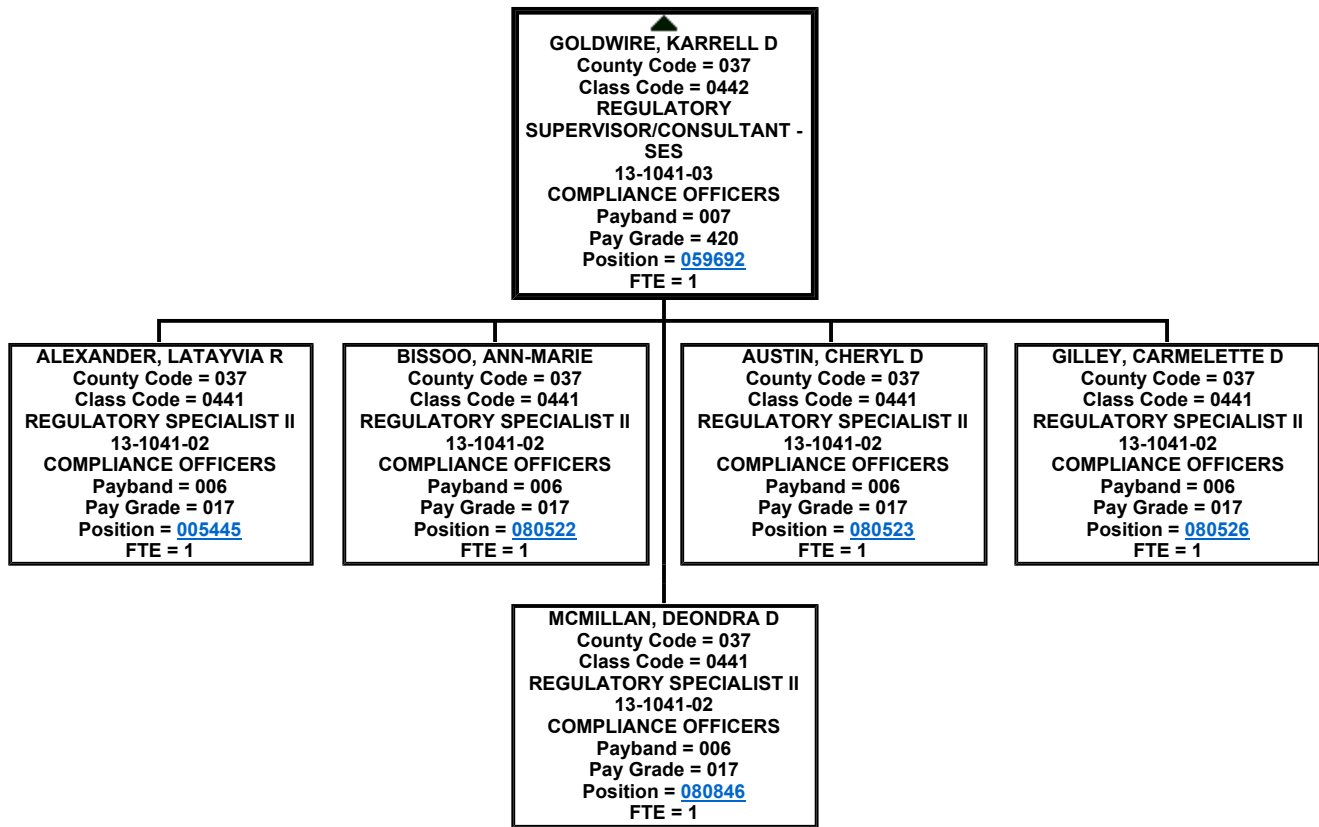 GOLDWIRE, KARRELL D
County Code = 037
Class Code = 0442
REGULATORY
SUPERVISOR/CONSULTANT -
SES
13-1041-03
COMPLIANCE OFFICERS
Payband = 007
Pay Grade = 420
Position = 059692
FTE = 1
ALEXANDER, LATAYVIA R
County Code = 037
Class Code = 0441
REGULATORY SPECIALIST II
13-1041-02
COMPLIANCE OFFICERS
Payband = 006
Pay Grade = 017
Position = 005445
FTE = 1
BISSOO, ANN-MARIE
County Code = 037
Class Code = 0441
REGULATORY SPECIALIST II
13-1041-02
COMPLIANCE OFFICERS
Payband = 006
Pay Grade = 017
Position = 080522
FTE = 1
AUSTIN, CHERYL D
County Code = 037
Class Code = 0441
REGULATORY SPECIALIST II
13-1041-02
COMPLIANCE OFFICERS
Payband = 006
Pay Grade = 017
Position = 080523
FTE = 1
GILLEY, CARMELETTE D
County Code = 037
Class Code = 0441
REGULATORY SPECIALIST II
13-1041-02
COMPLIANCE OFFICERS
Payband = 006
Pay Grade = 017
Position = 080526
FTE = 1
MCMILLAN, DEONDRA D
County Code = 037
Class Code = 0441
REGULATORY SPECIALIST II
13-1041-02
COMPLIANCE OFFICERS
Payband = 006
Pay Grade = 017
Position = 080846
FTE = 1